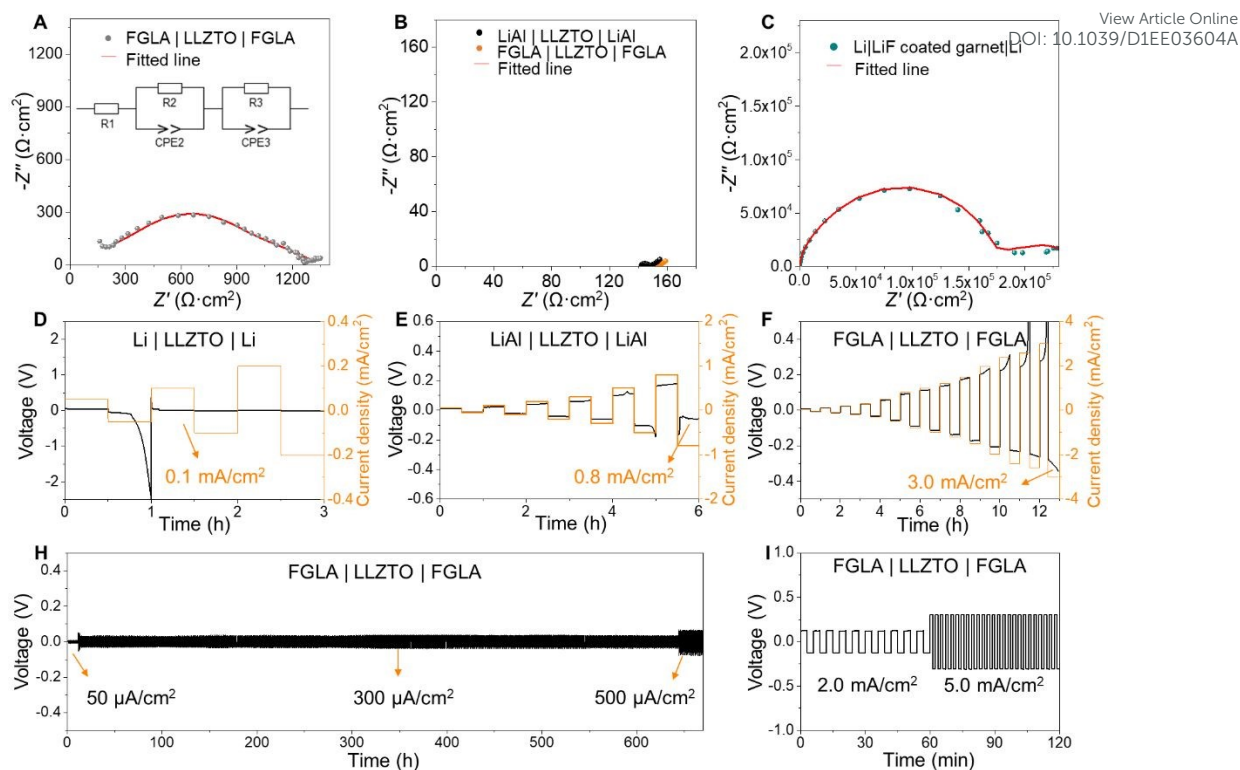 View Article Online
DOI: 10.1039/D1EE03604A
A
FGLA | LLZTO | FGLA
Fitted line
R1
R2
CPE2
R3
CPE3
1200
900
600
300
0
-Z″ (Ω·cm²)
0 300 600 900 1200
Z′ (Ω·cm²)
B
LiAl | LLZTO | LiAl
FGLA | LLZTO | FGLA
Fitted line
160
120
80
40
0
-Z″ (Ω·cm²)
0 40 80 120 160
Z′ (Ω·cm²)
C
Li|LiF coated garnet|Li
Fitted line
2.0x10⁵
1.5x10⁵
1.0x10⁵
5.0x10⁴
0.0
-Z″ (Ω·cm²)
5.0x10⁴ 1.0x10⁵ 1.5x10⁵ 2.0x10⁵
Z′ (Ω·cm²)
D
Li | LLZTO | Li
2
1
0
-1
-2
Voltage (V)
0.4
0.2
0.0
-0.2
-0.4
Current density (mA/cm²)
0.1 mA/cm²
0 1 2 3
Time (h)
E
LiAl | LLZTO | LiAl
0.6
0.4
0.2
0.0
-0.2
-0.4
-0.6
Voltage (V)
2
1
0
-1
-2
Current density (mA/cm²)
0.8 mA/cm²
0 2 4 6
Time (h)
F
FGLA | LLZTO | FGLA
0.4
0.2
0.0
-0.2
-0.4
Voltage (V)
4
2
0
-2
-4
Current density (mA/cm²)
3.0 mA/cm²
0 2 4 6 8 10 12
Time (h)
H
FGLA | LLZTO | FGLA
0.4
0.2
0.0
-0.2
-0.4
Voltage (V)
50 μA/cm²
300 μA/cm²
500 μA/cm²
0 100 200 300 400 500 600
Time (h)
I
FGLA | LLZTO | FGLA
1.0
0.5
0.0
-0.5
-1.0
Voltage (V)
2.0 mA/cm²
5.0 mA/cm²
0 30 60 90 120
Time (min)